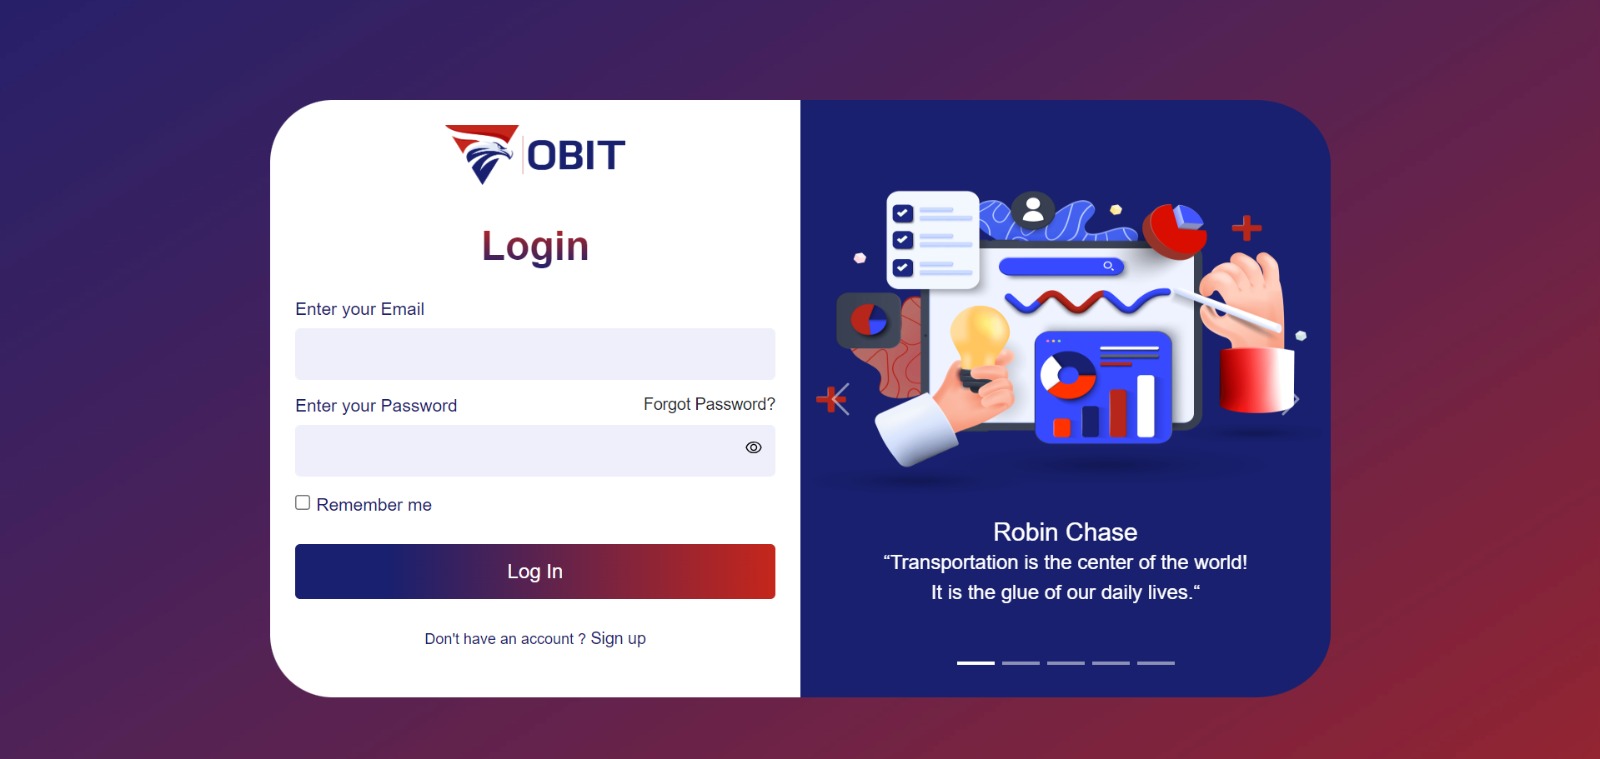 OBIT
Login
Enter your Email
Enter your Password
Forgot Password?
Remember me
Log In
Don't have an account ? Sign up
Robin Chase
“Transportation is the center of the world!
It is the glue of our daily lives.“